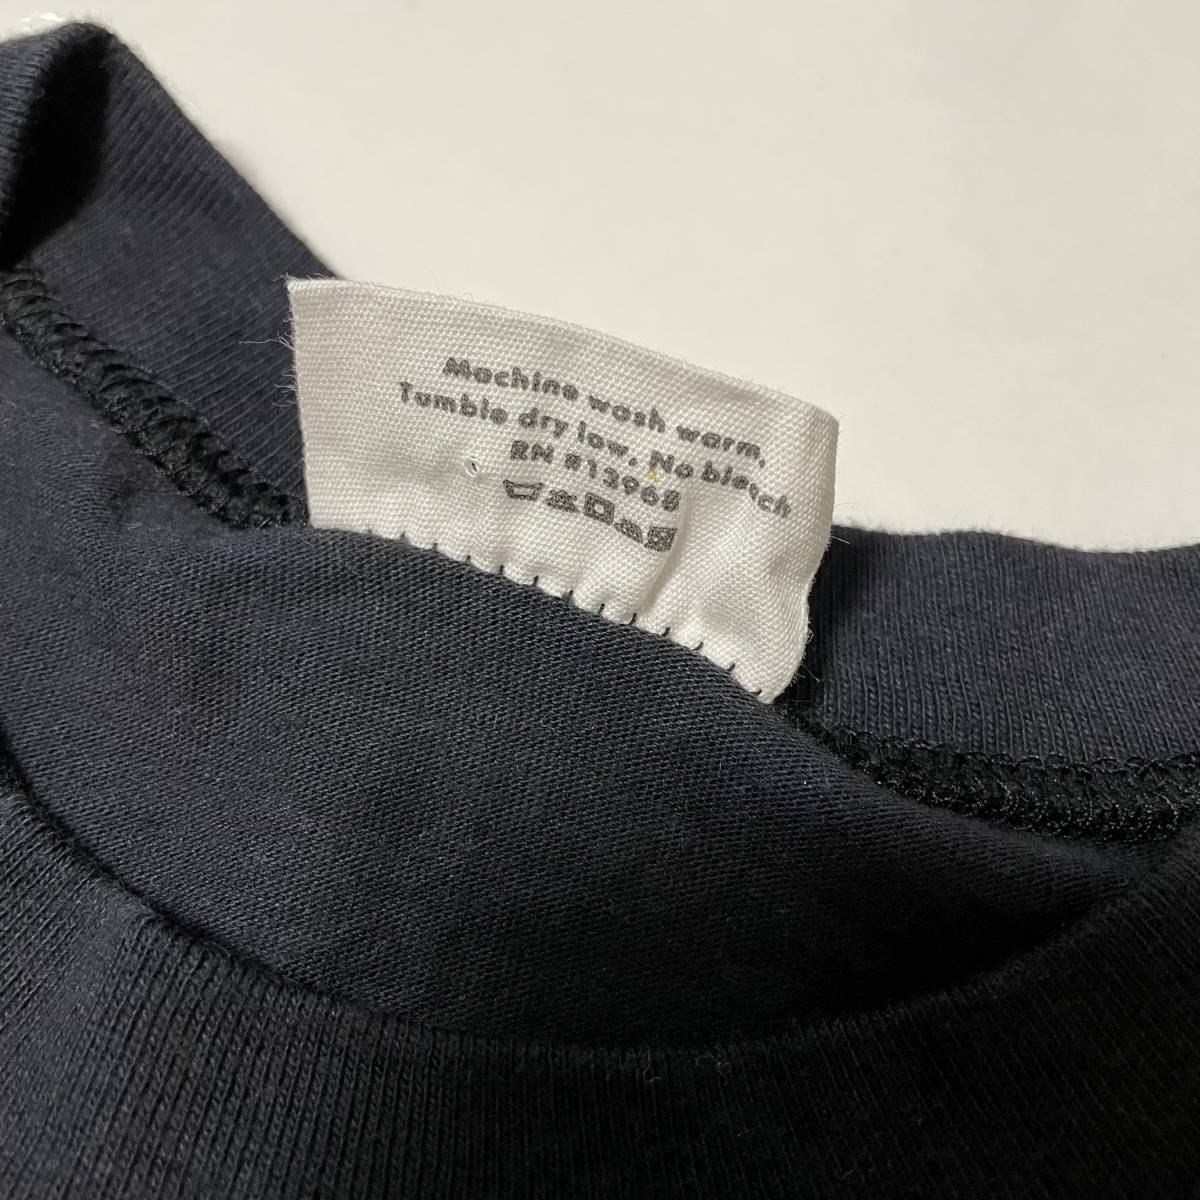 Machine wash warm,
Tumble dry low. No bleach
RN #13965